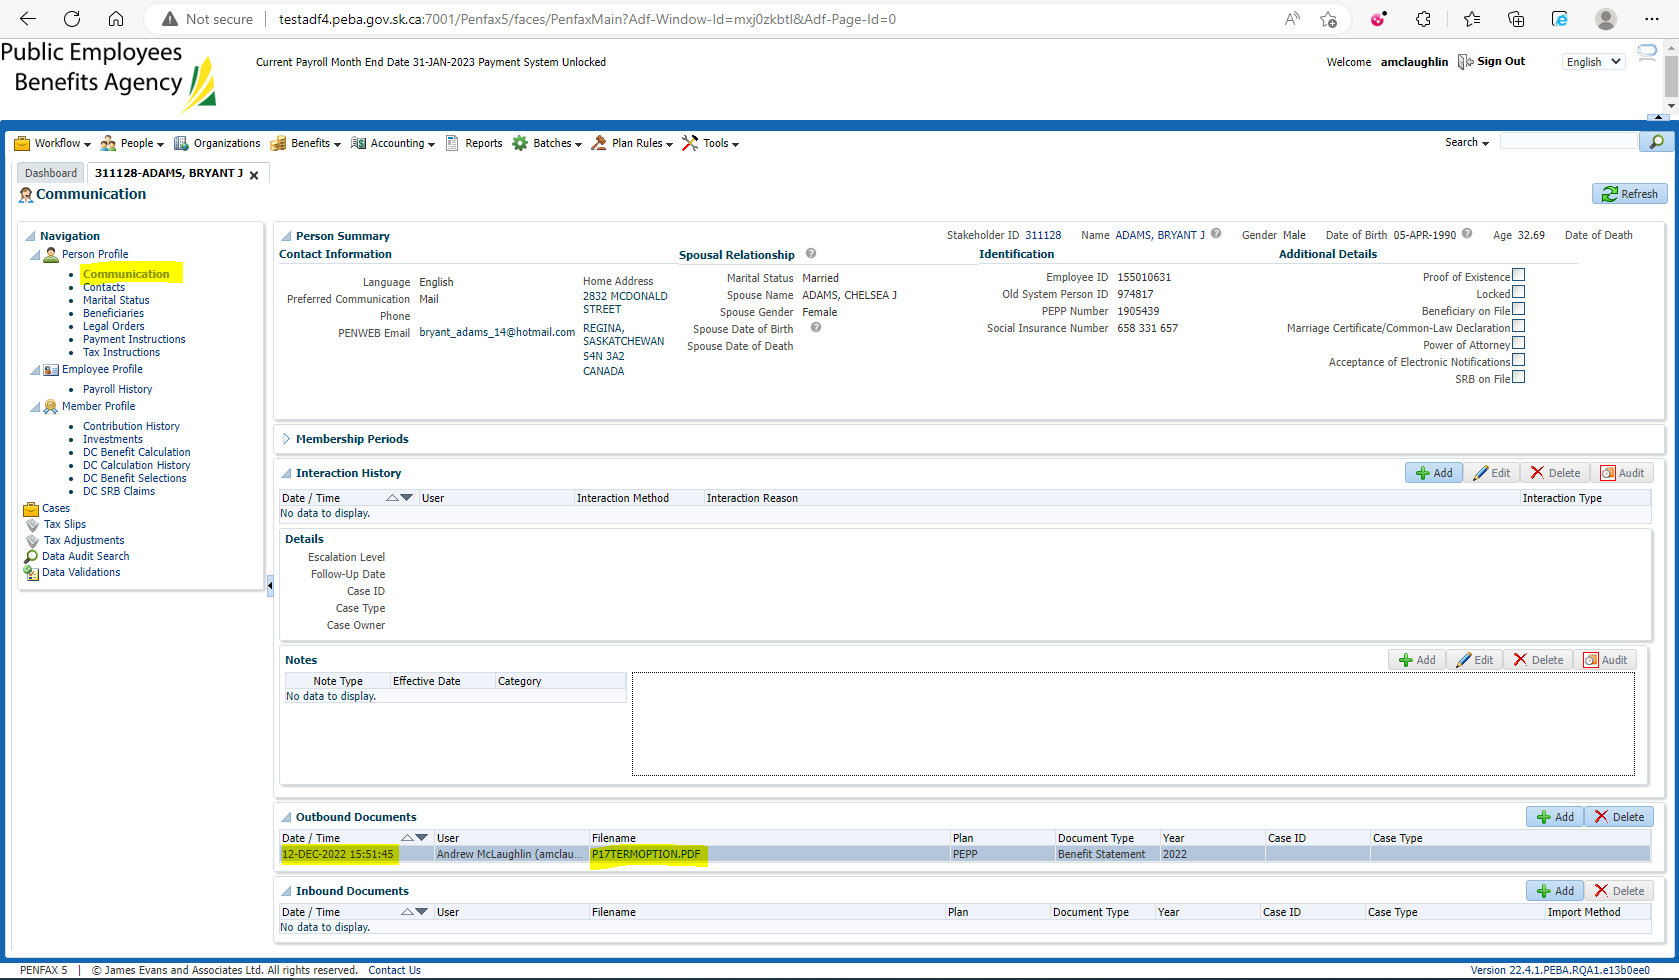 Not secure testadf4.peba.gov.sk.ca:7001/Penfax5/faces/PenfaxMain?Adf-Window-Id=mxj0zkbtl&Adf-Page-Id=0
Public Employees
Benefits Agency
Current Payroll Month End Date 31-JAN-2023 Payment System Unlocked
Welcome amclaughlin Sign Out English
Workflow People Organizations Benefits Accounting Reports Batches Plan Rules Tools Search
Dashboard 311128-ADAMS, BRYANT J
Communication
Refresh
Navigation
Person Profile
Communication
Contacts
Marital Status
Beneficiaries
Legal Orders
Payment Instructions
Tax Instructions
Employee Profile
Payroll History
Member Profile
Contribution History
Investments
DC Benefit Calculation
DC Calculation History
DC Benefit Selections
DC SRB Claims
Cases
Tax Slips
Tax Adjustments
Data Audit Search
Data Validations
Person Summary
Stakeholder ID 311128 Name ADAMS, BRYANT J Gender Male Date of Birth 05-APR-1990 Age 32.69 Date of Death
Contact Information
Language English
Preferred Communication Mail
Phone
PENWEB Email bryant_adams_14@hotmail.com
Home Address
2832 MCDONALD
STREET
REGINA,
SASKATCHEWAN
S4N 3A2
CANADA
Spousal Relationship
Marital Status Married
Spouse Name ADAMS, CHELSEA J
Spouse Gender Female
Spouse Date of Birth
Spouse Date of Death
Identification
Employee ID 155010631
Old System Person ID 974817
PEPP Number 1905439
Social Insurance Number 658 331 657
Additional Details
Proof of Existence
Locked
Beneficiary on File
Marriage Certificate/Common-Law Declaration
Power of Attorney
Acceptance of Electronic Notifications
SRB on File
Membership Periods
Interaction History
Add Edit Delete Audit
Date / Time User Interaction Method Interaction Reason Interaction Type
No data to display.
Details
Escalation Level
Follow-Up Date
Case ID
Case Type
Case Owner
Notes
Add Edit Delete Audit
Note Type Effective Date Category
No data to display.
Outbound Documents
Add Delete
Date / Time User Filename Plan Document Type Year Case ID Case Type
12-DEC-2022 15:51:45 Andrew McLaughlin (amclau... P17TERMOPTION.PDF PEPP Benefit Statement 2022
Inbound Documents
Add Delete
Date / Time User Filename Plan Document Type Year Case ID Case Type Import Method
No data to display.
PENFAX 5 | © James Evans and Associates Ltd. All rights reserved. Contact Us
Version 22.4.1.PEBA.RQA1.e13b0ee0